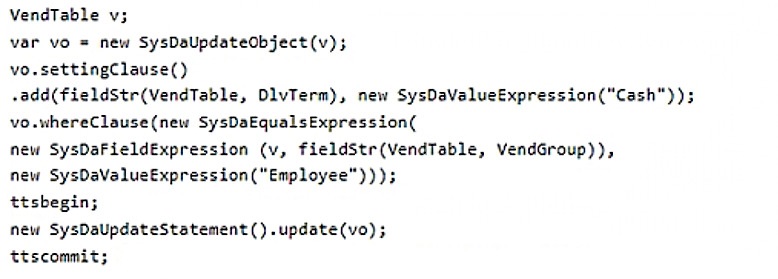 VendTable v;
var vo = new SysDaUpdateObject(v);
vo.settingClause()
.add(fieldStr(VendTable, DlvTerm), new SysDaValueExpression("Cash"));
vo.whereClause(new SysDaEqualsExpression(
new SysDaFieldExpression (v, fieldStr(VendTable, VendGroup)),
new SysDaValueExpression("Employee")));
ttsbegin;
new SysDaUpdateStatement().update(vo);
ttscommit;